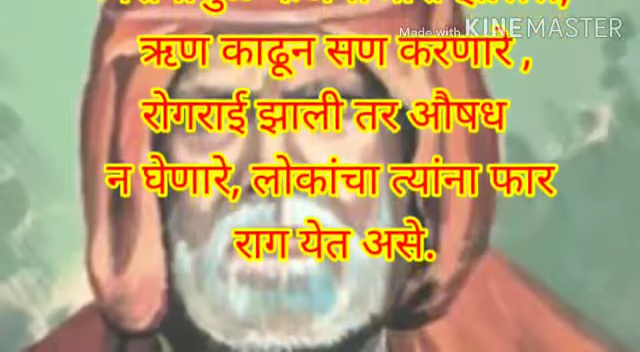 Made with KINEMASTER
ऋण काढून सण करणारे ,
रोगराई झाली तर औषध
न घेणारे, लोकांचा त्यांना फार
राग येत असे.